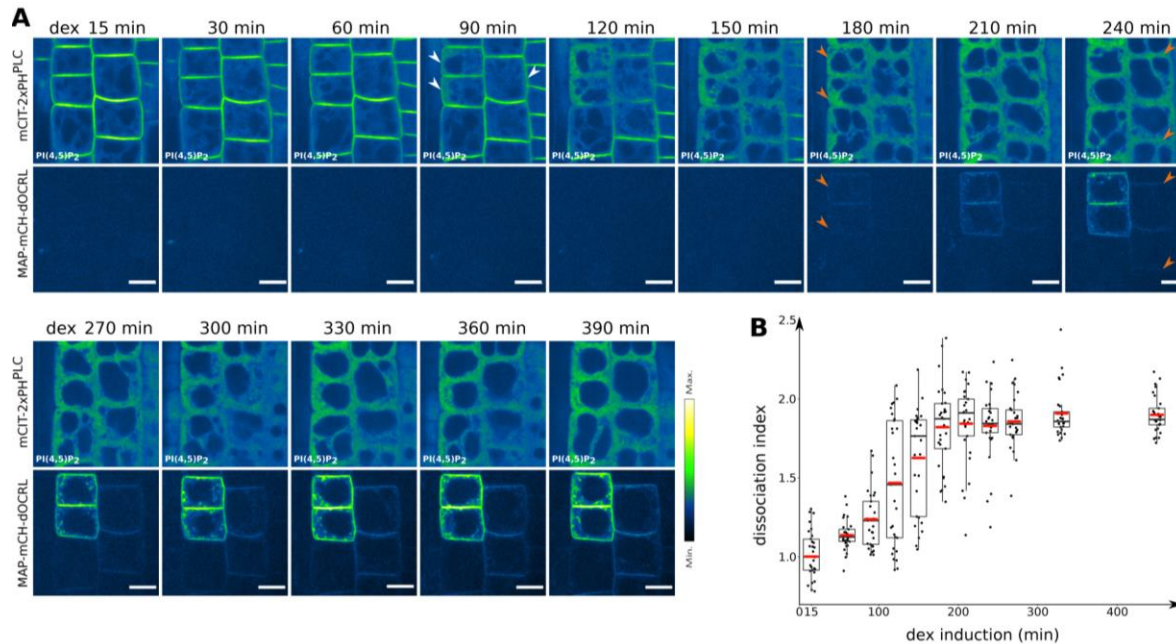 A
dex 15 min 30 min 60 min 90 min 120 min 150 min 180 min 210 min 240 min
mCIT-2xPHPLC
PI(4,5)P2 PI(4,5)P2 PI(4,5)P2 PI(4,5)P2 PI(4,5)P2 PI(4,5)P2 PI(4,5)P2 PI(4,5)P2 PI(4,5)P2
MAP-mCH-dOCRL
dex 270 min 300 min 330 min 360 min 390 min
mCIT-2xPHPLC
PI(4,5)P2 PI(4,5)P2 PI(4,5)P2 PI(4,5)P2 PI(4,5)P2
MAP-mCH-dOCRL
Max.
Min.
B
2.5
2.0
1.5
1.0
dissociation index
0 15 100 200 300 400
dex induction (min)